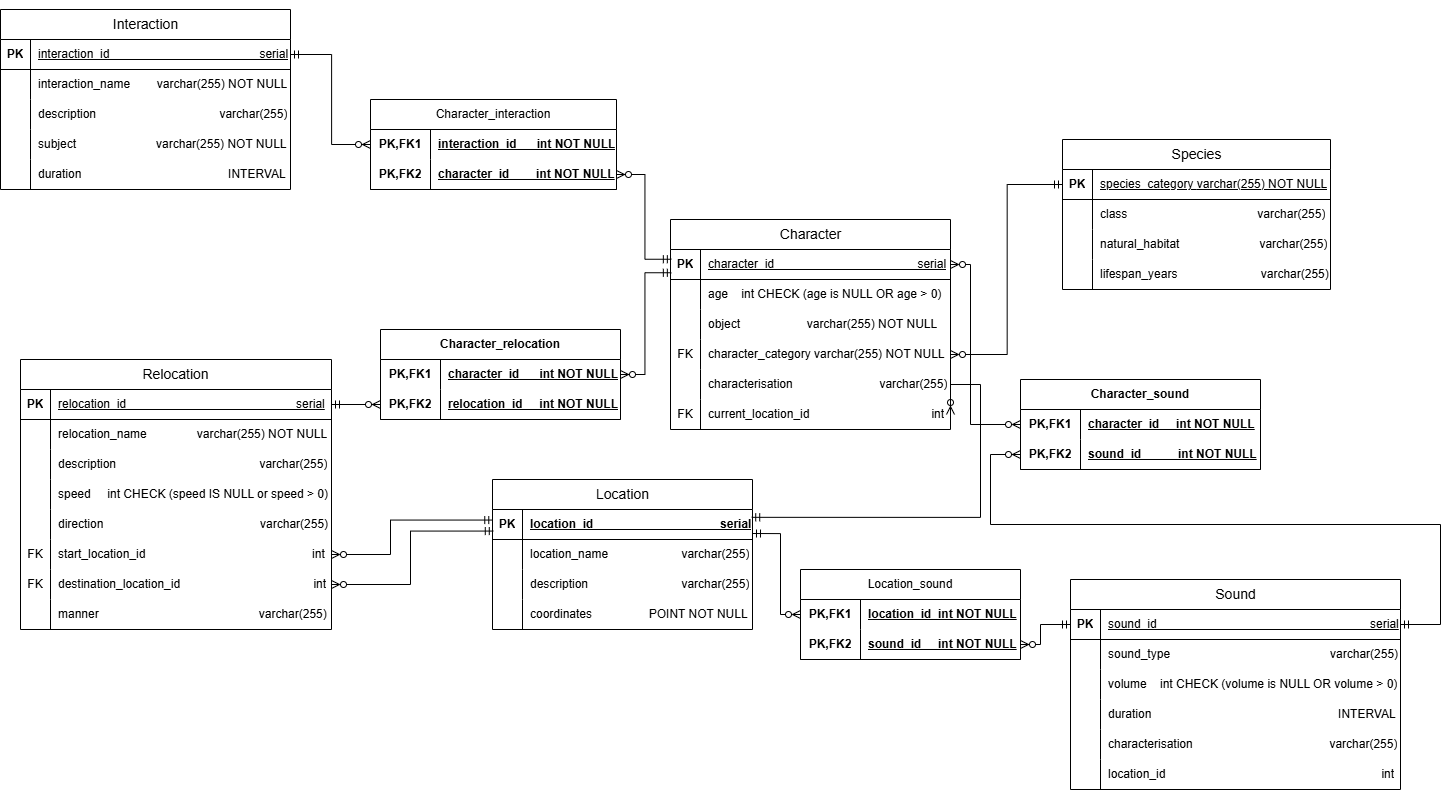 Interaction
PK interaction_id serial
interaction_name varchar(255) NOT NULL
description varchar(255)
subject varchar(255) NOT NULL
duration INTERVAL
Character_interaction
PK,FK1 interaction_id int NOT NULL
PK,FK2 character_id int NOT NULL
Species
PK species_category varchar(255) NOT NULL
class varchar(255)
natural_habitat varchar(255)
lifespan_years varchar(255)
Character
PK character_id serial
age int CHECK (age is NULL OR age > 0)
object varchar(255) NOT NULL
FK character_category varchar(255) NOT NULL
characterisation varchar(255)
FK current_location_id int
Character_relocation
PK,FK1 character_id int NOT NULL
PK,FK2 relocation_id int NOT NULL
Relocation
PK relocation_id serial
relocation_name varchar(255) NOT NULL
description varchar(255)
speed int CHECK (speed IS NULL or speed > 0)
direction varchar(255)
FK start_location_id int
FK destination_location_id int
manner varchar(255)
Character_sound
PK,FK1 character_id int NOT NULL
PK,FK2 sound_id int NOT NULL
Location
PK location_id serial
location_name varchar(255)
description varchar(255)
coordinates POINT NOT NULL
Location_sound
PK,FK1 location_id int NOT NULL
PK,FK2 sound_id int NOT NULL
Sound
PK sound_id serial
sound_type varchar(255)
volume int CHECK (volume is NULL OR volume > 0)
duration INTERVAL
characterisation varchar(255)
location_id int